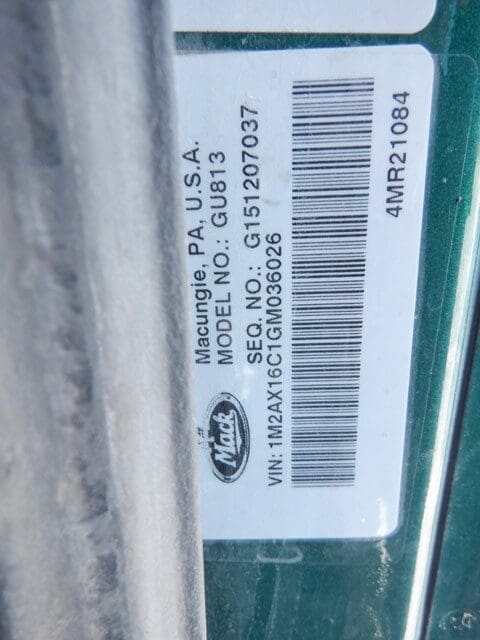 Macungie, PA, U.S.A.
MODEL NO.: GU813
SEQ. NO.: G151207037
Mack
VIN: 1M2AX16C1GM036026
4MR21084